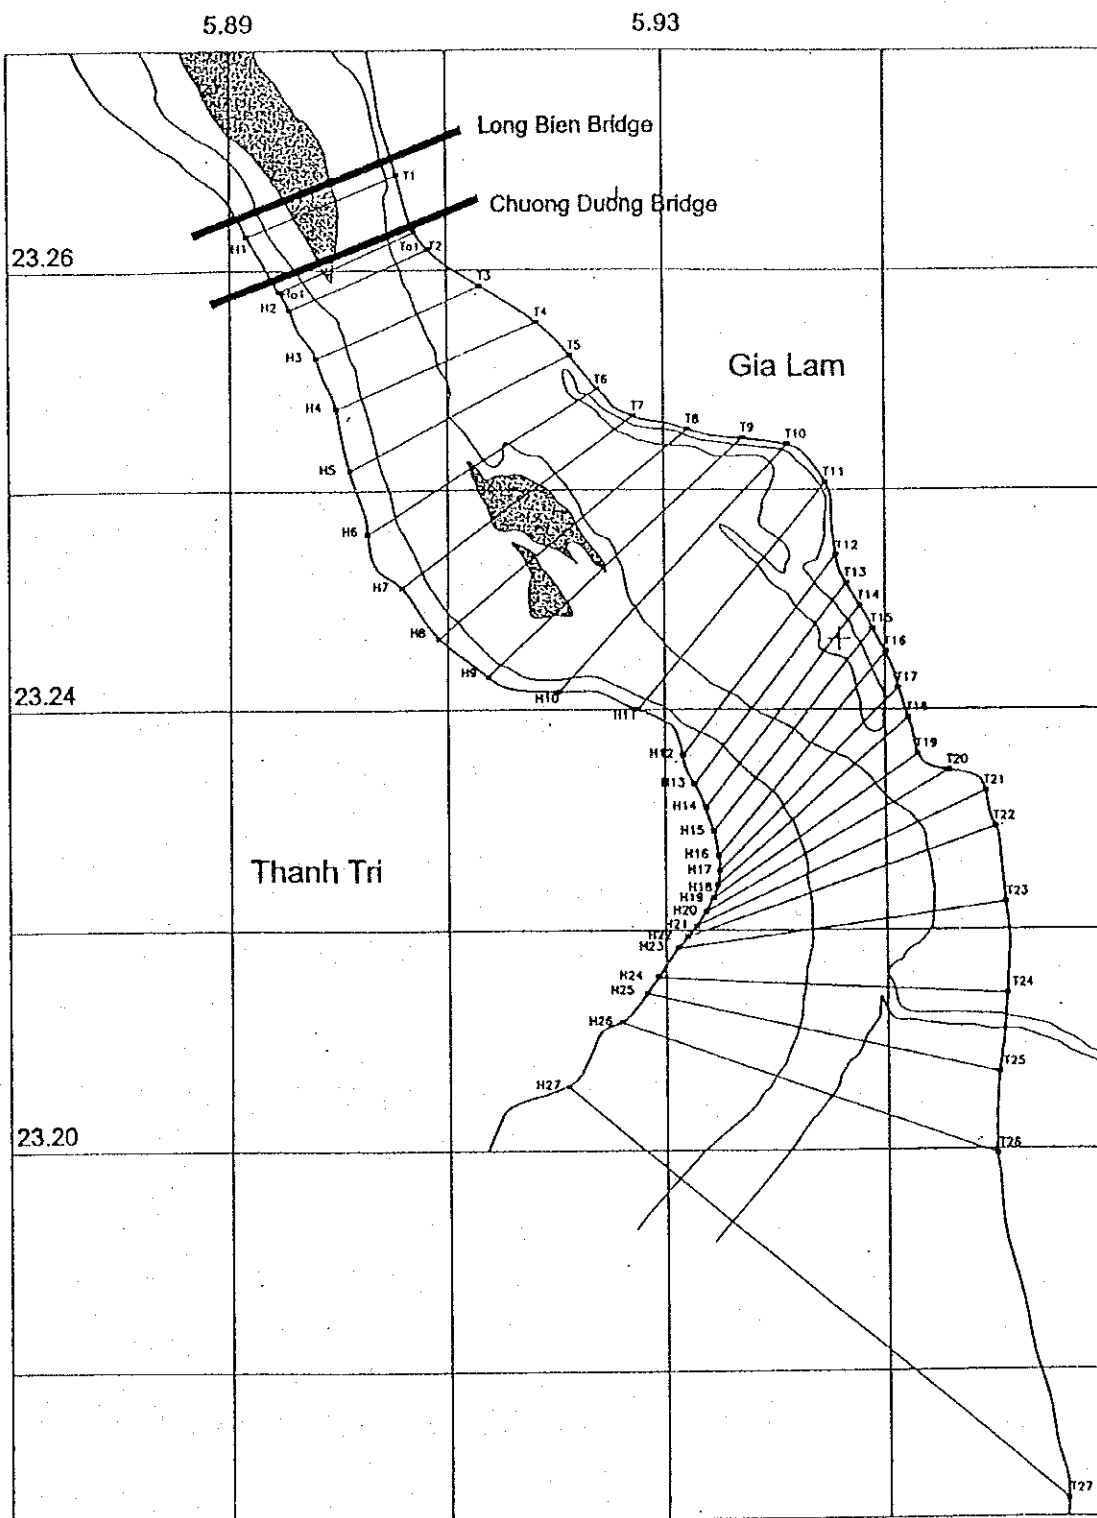 5.89
5.93
Long Bien Bridge
T1
Chuong Duong Bridge
H1
To1
T2
23.26
T3
To1
H2
T4
H3
T5
Gia Lam
T6
H4
T7
T8
T9
T10
H5
T11
H6
T12
T13
H7
T14
T15
H8
T16
H9
T17
23.24
H10
H11
T18
T19
H12
T20
H13
T21
H14
T22
H15
H16
Thanh Tri
H17
H18
T23
H19
H20
H21
H22
H23
H24
T24
H25
H26
T25
H27
23.20
T26
T27